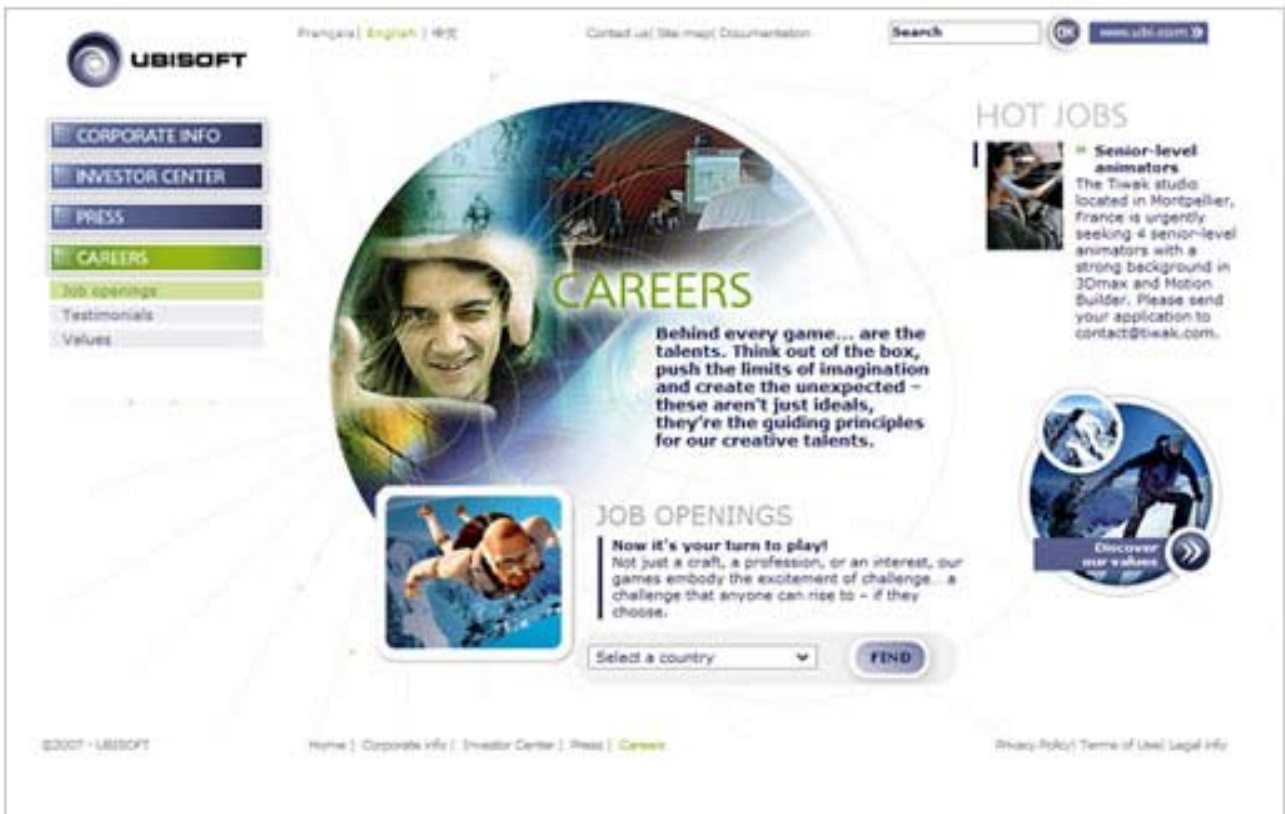 UBISOFT
Français| English | 中文
Contact us| Site map| Documentation
Search
OK
www.ubi.com
CORPORATE INFO
INVESTOR CENTER
PRESS
CAREERS
Job openings
Testimonials
Values
CAREERS
Behind every game... are the
talents. Think out of the box,
push the limits of imagination
and create the unexpected –
these aren't just ideals,
they're the guiding principles
for our creative talents.
HOT JOBS
Senior-level
animators
The Tiwak studio
located in Montpellier,
France is urgently
seeking 4 senior-level
animators with a
strong background in
3Dmax and Motion
Builder. Please send
your application to
contact@tiwak.com.
Discover
our values
JOB OPENINGS
Now it's your turn to play!
Not just a craft, a profession, or an interest, our
games embody the excitement of challenge... a
challenge that anyone can rise to – if they
choose.
Select a country
FIND
©2007 - UBISOFT
Home | Corporate info | Investor Center | Press | Careers
Privacy Policy| Terms of Use| Legal info